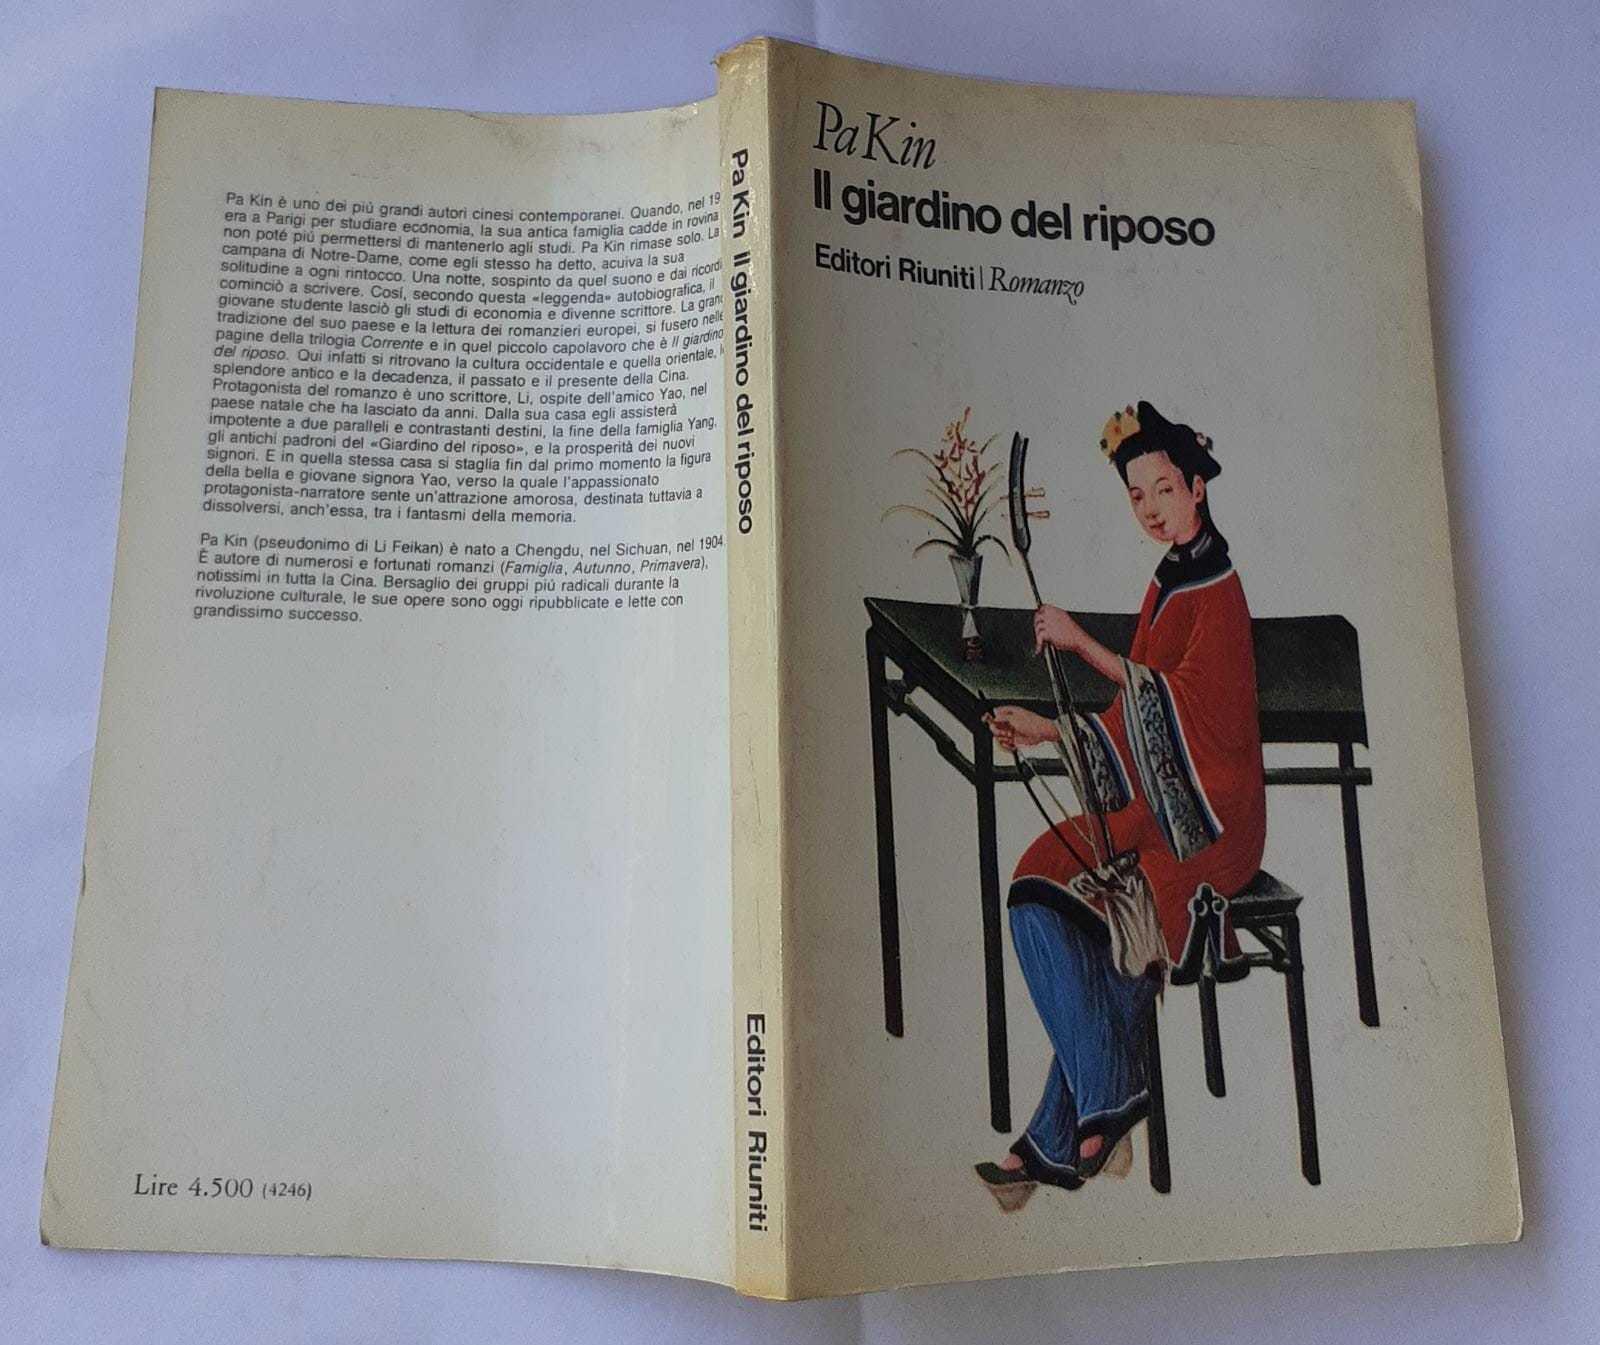 Pa Kin è uno dei piú grandi autori cinesi contemporanei. Quando, nel 19
era a Parigi per studiare economia, la sua antica famiglia cadde in rovina
non poté piú permettersi di mantenerlo agli studi. Pa Kin rimase solo. La
campana di Notre-Dame, come egli stesso ha detto, acuiva la sua
solitudine a ogni rintocco. Una notte, sospinto da quel suono e dai ricordi
cominciò a scrivere. Cosí, secondo questa «leggenda» autobiografica, il
giovane studente lasciò gli studi di economia e divenne scrittore. La gran
tradizione del suo paese e la lettura dei romanzieri europei, si fusero nelle
pagine della trilogia Corrente e in quel piccolo capolavoro che è Il giardino
del riposo. Qui infatti si ritrovano la cultura occidentale e quella orientale, l
splendore antico e la decadenza, il passato e il presente della Cina.
Protagonista del romanzo è uno scrittore, Li, ospite dell'amico Yao, nel
paese natale che ha lasciato da anni. Dalla sua casa egli assisterà
impotente a due paralleli e contrastanti destini, la fine della famiglia Yang,
gli antichi padroni del «Giardino del riposo», e la prosperità dei nuovi
signori. E in quella stessa casa si staglia fin dal primo momento la figura
della bella e giovane signora Yao, verso la quale l'appassionato
protagonista-narratore sente un'attrazione amorosa, destinata tuttavia a
dissolversi, anch'essa, tra i fantasmi della memoria.
Pa Kin (pseudonimo di Li Feikan) è nato a Chengdu, nel Sichuan, nel 1904.
È autore di numerosi e fortunati romanzi (Famiglia, Autunno, Primavera),
notissimi in tutta la Cina. Bersaglio dei gruppi piú radicali durante la
rivoluzione culturale, le sue opere sono oggi ripubblicate e lette con
grandissimo successo.
Lire 4.500 (4246)
Pa Kin Il giardino del riposo
Editori Riuniti
Pa Kin
Il giardino del riposo
Editori Riuniti | Romanzo